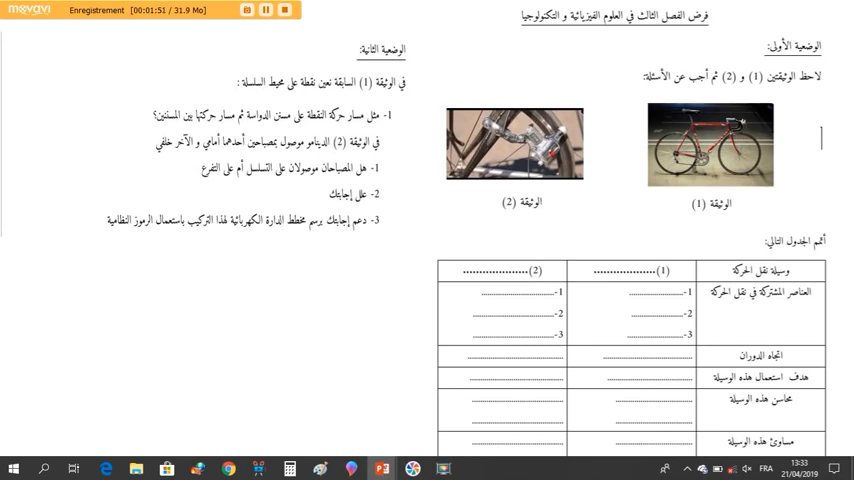 movavi Enregistrement [00:01:51 / 31.9 Mo]
فرض الفصل الثالث في العلوم الفيزيائية و التكنولوجيا
الوضعية الأولى:
لاحظ الوثيقتين (1) و (2) ثم أجب عن الأسئلة:
الوثيقة (1)
الوثيقة (2)
أتمم الجدول التالي:
وسيلة نقل الحركة (1)................... (2)....................
العناصر المشتركة في نقل الحركة 1-........................ 1-................................
2-....................... 2-...................................
3-......................... 3-...................................
اتجاه الدوران ....................................... ..........................................
هدف استعمال هذه الوسيلة ..................................... .........................................
محاسن هذه الوسيلة .................................. ........................................
.................................. ........................................
مساوئ هذه الوسيلة .................................. ........................................
الوضعية الثانية:
في الوثيقة (1) السابقة نعين نقطة على محيط السلسلة :
1- مثل مسار حركة النقطة على مسنن الدواسة ثم مسار حركتها بين المسننين؟
في الوثيقة (2) الدينامو موصول بمصباحين أحدهما أمامي و الآخر خلفي
1- هل المصباحان موصولان على التسلسل أم على التفرع
2- علل إجابتك
3- دعم إجابتك برسم مخطط الدارة الكهربائية لهذا التركيب باستعمال الرموز النظامية
FRA
13:33
21/04/2019